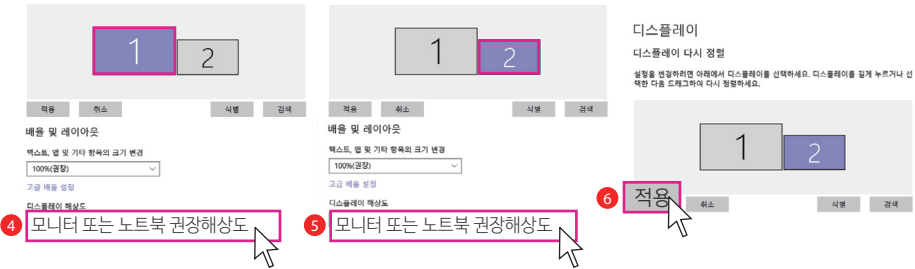 1
2
적용
취소
식별
검색
배율 및 레이아웃
텍스트, 앱 및 기타 항목의 크기 변경
100%(권장)
고급 배율 설정
디스플레이 해상도
4 모니터 또는 노트북 권장해상도
1
2
적용
취소
식별
검색
배율 및 레이아웃
텍스트, 앱 및 기타 항목의 크기 변경
100%(권장)
고급 배율 설정
디스플레이 해상도
5 모니터 또는 노트북 권장해상도
디스플레이
디스플레이 다시 정렬
설정을 변경하려면 아래에서 디스플레이를 선택하세요. 디스플레이를 길게 누르거나 선
택한 다음 드래그하여 다시 정렬하세요.
1
2
6 적용
취소
식별
검색